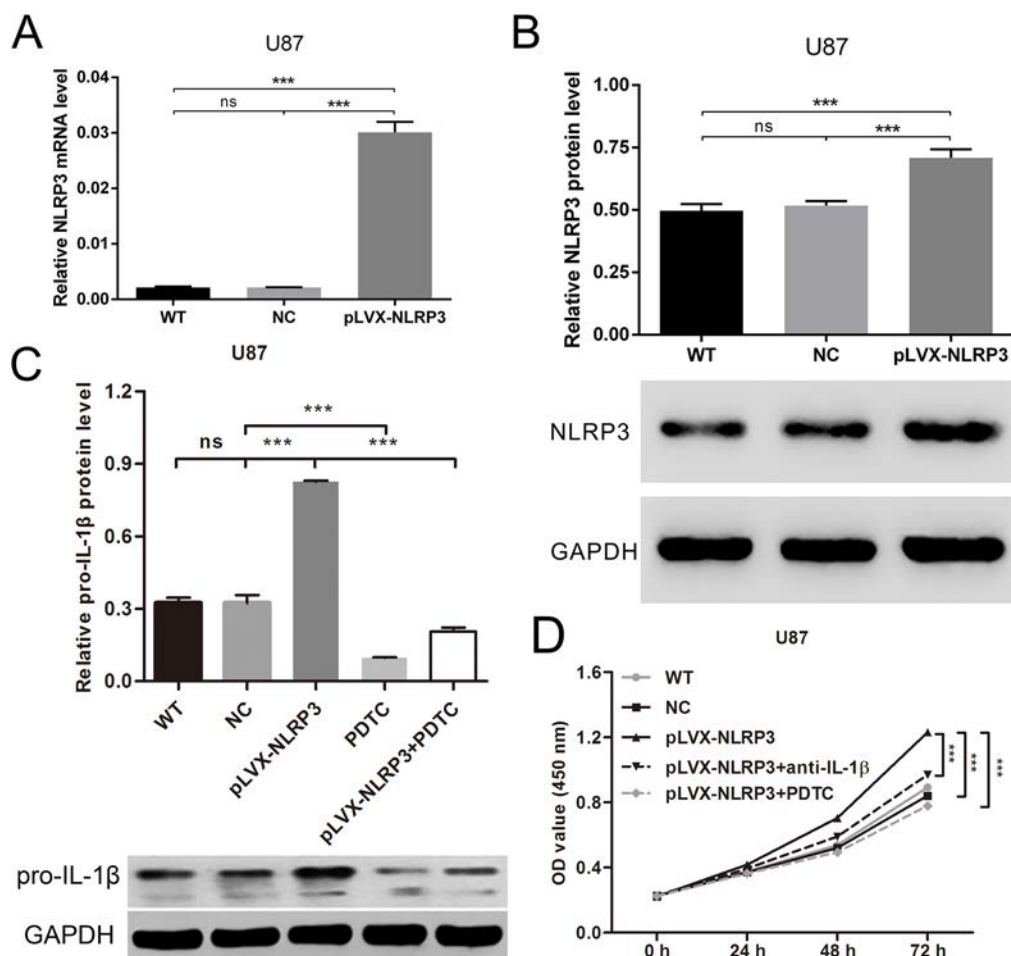 A
U87
Relative NLRP3 mRNA level
0.04
0.03
0.02
0.01
0.00
***
ns
***
WT
NC
pLVX-NLRP3
B
U87
Relative NLRP3 protein level
1.00
0.75
0.50
0.25
0.00
***
ns
***
WT
NC
pLVX-NLRP3
NLRP3
GAPDH
C
U87
Relative pro-IL-1β protein level
1.2
0.9
0.6
0.3
0.0
***
ns
***
***
WT
NC
pLVX-NLRP3
PDTC
pLVX-NLRP3+PDTC
pro-IL-1β
GAPDH
D
U87
OD value (450 nm)
1.6
1.2
0.8
0.4
0.0
WT
NC
pLVX-NLRP3
pLVX-NLRP3+anti-IL-1β
pLVX-NLRP3+PDTC
***
***
***
0 h
24 h
48 h
72 h